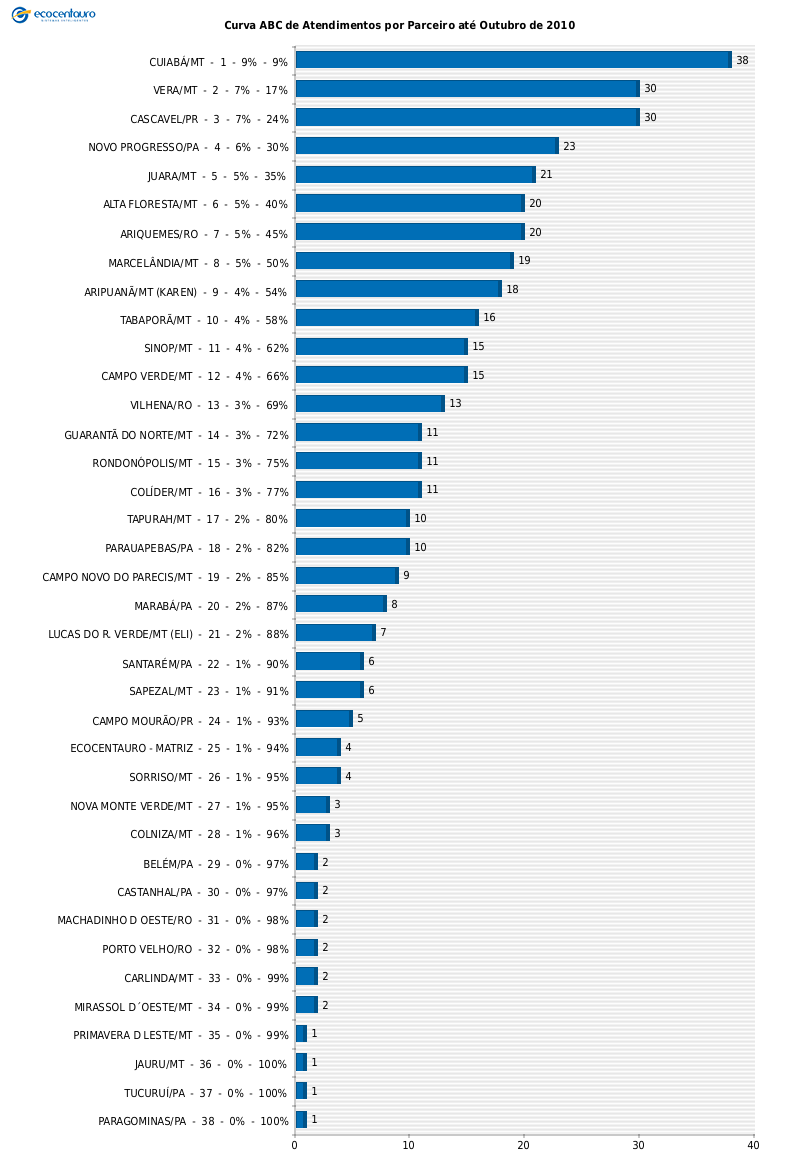 ecocentauro
Curva ABC de Atendimentos por Parceiro até Outubro de 2010
CUIABÁ/MT - 1 - 9% - 9% 38
VERA/MT - 2 - 7% - 17% 30
CASCAVEL/PR - 3 - 7% - 24% 30
NOVO PROGRESSO/PA - 4 - 6% - 30% 23
JUARA/MT - 5 - 5% - 35% 21
ALTA FLORESTA/MT - 6 - 5% - 40% 20
ARIQUEMES/RO - 7 - 5% - 45% 20
MARCELÂNDIA/MT - 8 - 5% - 50% 19
ARIPUANÃ/MT (KAREN) - 9 - 4% - 54% 18
TABAPORÃ/MT - 10 - 4% - 58% 16
SINOP/MT - 11 - 4% - 62% 15
CAMPO VERDE/MT - 12 - 4% - 66% 15
VILHENA/RO - 13 - 3% - 69% 13
GUARANTÃ DO NORTE/MT - 14 - 3% - 72% 11
RONDONÓPOLIS/MT - 15 - 3% - 75% 11
COLÍDER/MT - 16 - 3% - 77% 11
TAPURAH/MT - 17 - 2% - 80% 10
PARAUAPEBAS/PA - 18 - 2% - 82% 10
CAMPO NOVO DO PARECIS/MT - 19 - 2% - 85% 9
MARABÁ/PA - 20 - 2% - 87% 8
LUCAS DO R. VERDE/MT (ELI) - 21 - 2% - 88% 7
SANTARÉM/PA - 22 - 1% - 90% 6
SAPEZAL/MT - 23 - 1% - 91% 6
CAMPO MOURÃO/PR - 24 - 1% - 93% 5
ECOCENTAURO - MATRIZ - 25 - 1% - 94% 4
SORRISO/MT - 26 - 1% - 95% 4
NOVA MONTE VERDE/MT - 27 - 1% - 95% 3
COLNIZA/MT - 28 - 1% - 96% 3
BELÉM/PA - 29 - 0% - 97% 2
CASTANHAL/PA - 30 - 0% - 97% 2
MACHADINHO D OESTE/RO - 31 - 0% - 98% 2
PORTO VELHO/RO - 32 - 0% - 98% 2
CARLINDA/MT - 33 - 0% - 99% 2
MIRASSOL D´OESTE/MT - 34 - 0% - 99% 2
PRIMAVERA D LESTE/MT - 35 - 0% - 99% 1
JAURU/MT - 36 - 0% - 100% 1
TUCURUÍ/PA - 37 - 0% - 100% 1
PARAGOMINAS/PA - 38 - 0% - 100% 1
0 10 20 30 40